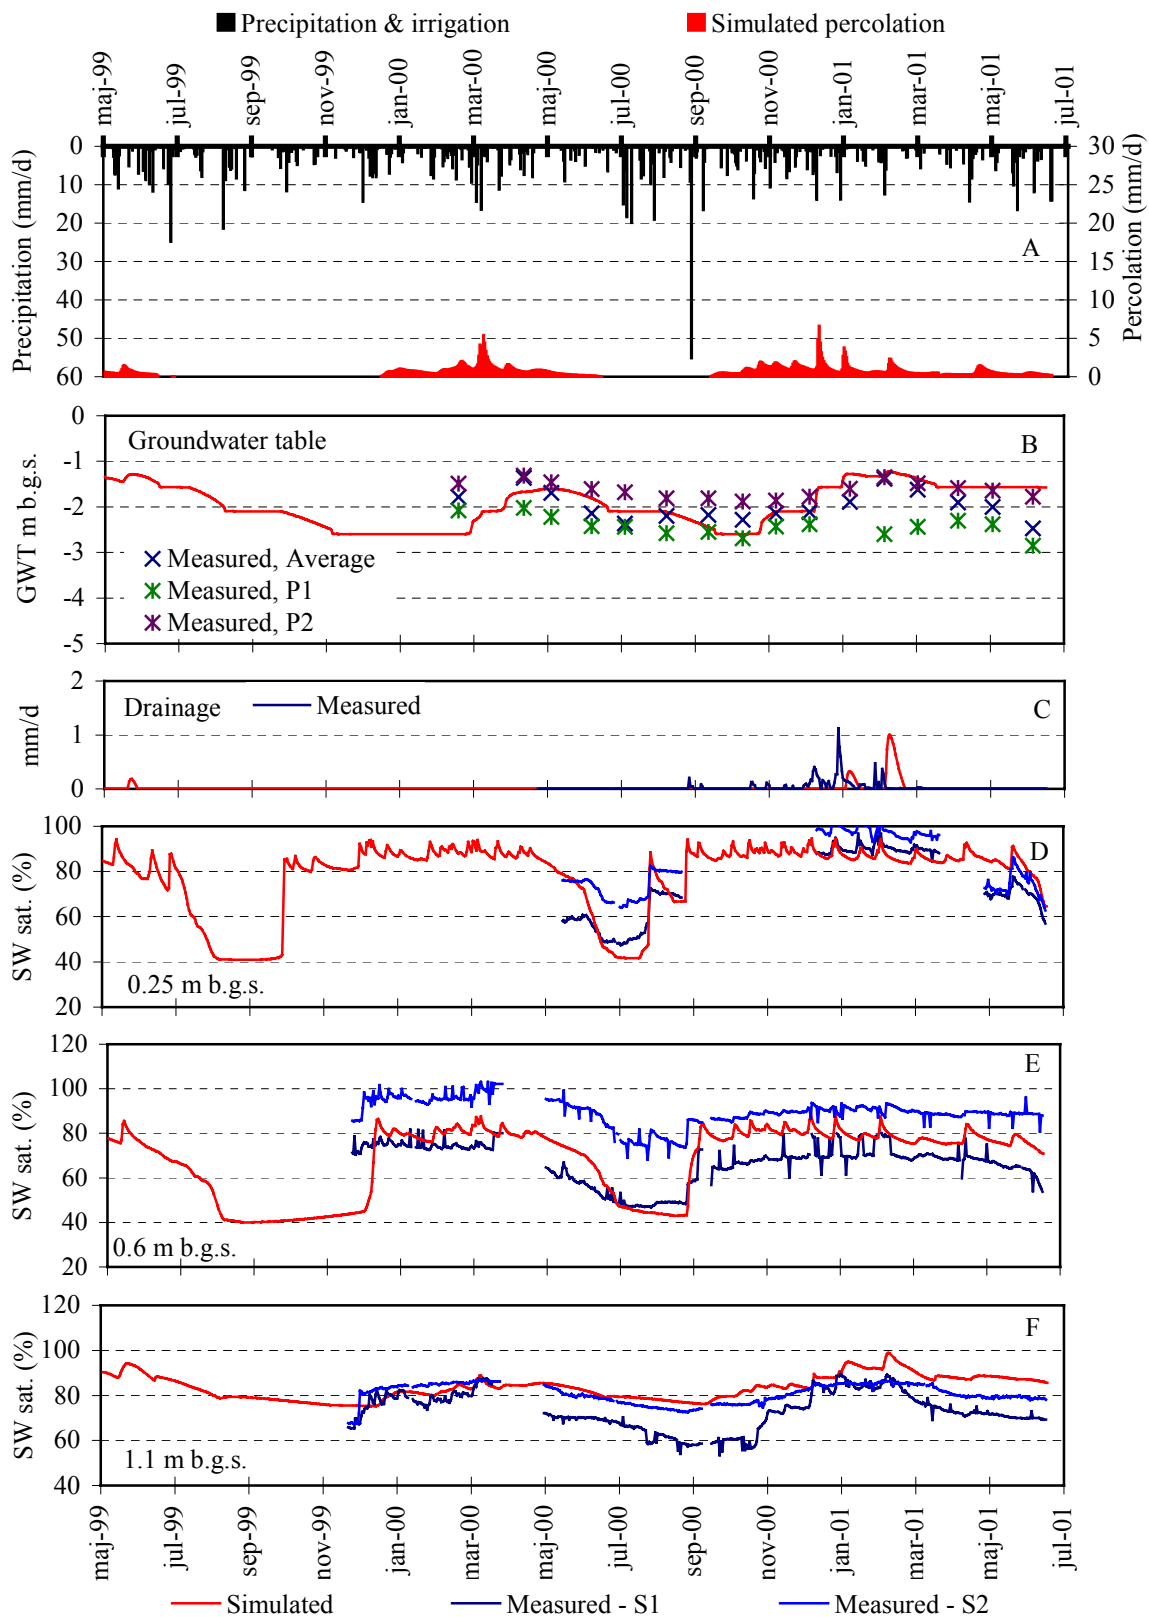 Precipitation & irrigation Simulated percolation
maj-99 jul-99 sep-99 nov-99 jan-00 mar-00 maj-00 jul-00 sep-00 nov-00 jan-01 mar-01 maj-01 jul-01
Precipitation (mm/d)
0 10 20 30 40 50 60
A
30 25 20 15 10 5 0
Percolation (mm/d)
GWT m b.g.s.
0 -1 -2 -3 -4 -5
Groundwater table
B
Measured, Average
Measured, P1
Measured, P2
mm/d
2 1 0
Drainage Measured
C
SW sat. (%)
100 80 60 40 20
D
0.25 m b.g.s.
SW sat. (%)
120 100 80 60 40 20
E
0.6 m b.g.s.
SW sat. (%)
120 100 80 60 40
F
1.1 m b.g.s.
maj-99 jul-99 sep-99 nov-99 jan-00 mar-00 maj-00 jul-00 sep-00 nov-00 jan-01 mar-01 maj-01 jul-01
Simulated Measured - S1 Measured - S2